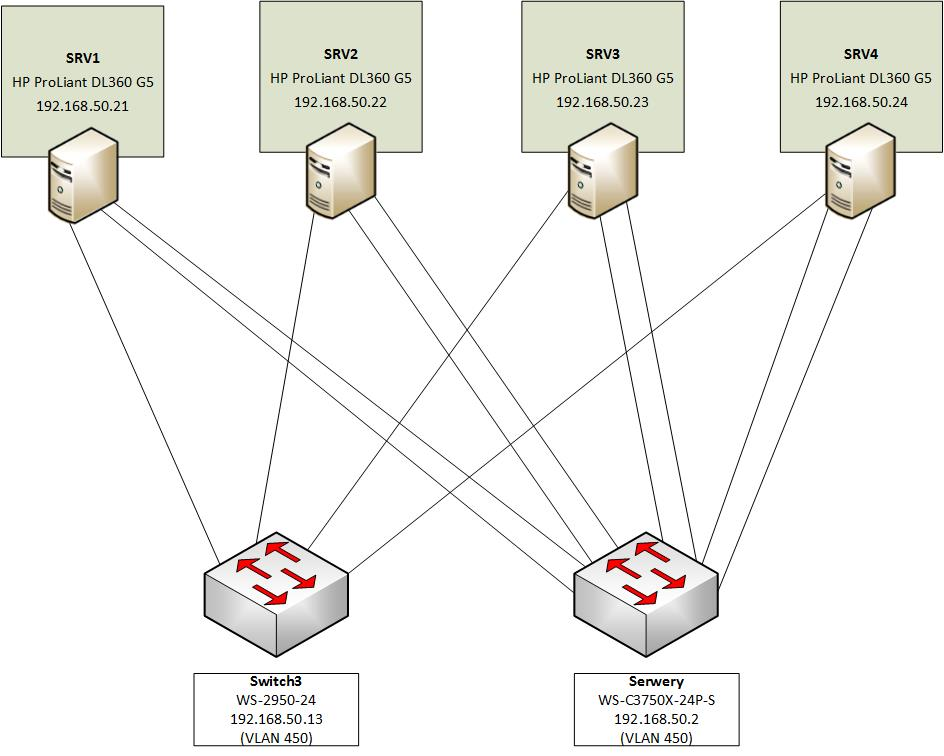 SRV1
HP ProLiant DL360 G5
192.168.50.21
SRV2
HP ProLiant DL360 G5
192.168.50.22
SRV3
HP ProLiant DL360 G5
192.168.50.23
SRV4
HP ProLiant DL360 G5
192.168.50.24
Switch3
WS-2950-24
192.168.50.13
(VLAN 450)
Serwery
WS-C3750X-24P-S
192.168.50.2
(VLAN 450)